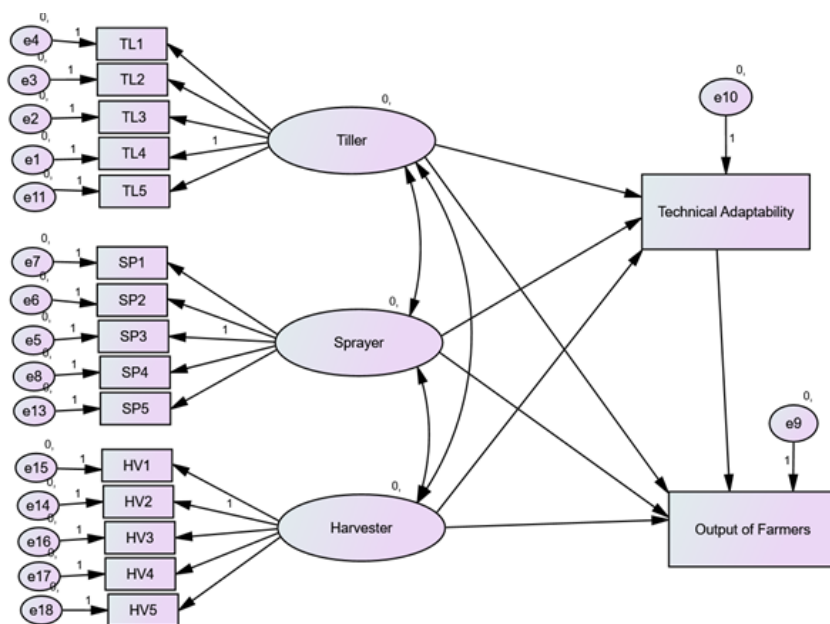 0,
e4 1 TL1
0,
e3 1 TL2
0,
e2 1 TL3
0,
e1 1 TL4
0,
e11 1 TL5
1
0,
Tiller
0,
e10
1
Technical Adaptability
0,
e7 1 SP1
0,
e6 1 SP2
0,
e5 1 SP3
0,
e8 1 SP4
0,
e13 1 SP5
1
0,
Sprayer
0,
e9
1
Output of Farmers
0,
e15 1 HV1
0,
e14 1 HV2
0,
e16 1 HV3
0,
e17 1 HV4
0,
e18 1 HV5
1
0,
Harvester